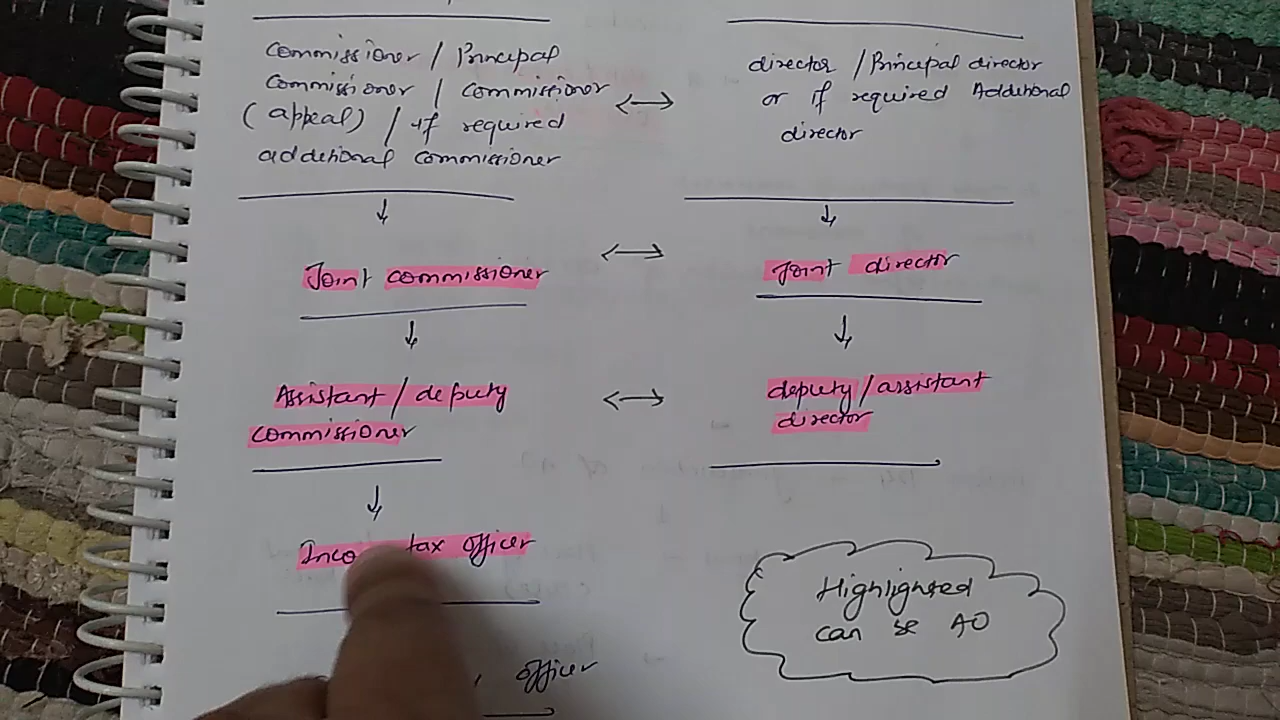 commissioner / Principal
commissioner / commissioner
(appeal) / if required
additional commissioner
director / Principal director
or if required Additional
director
Joint commissioner
Joint director
Assistant / deputy
commissioner
deputy / assistant
director
tax officer
Highlighted
can be AO
officer